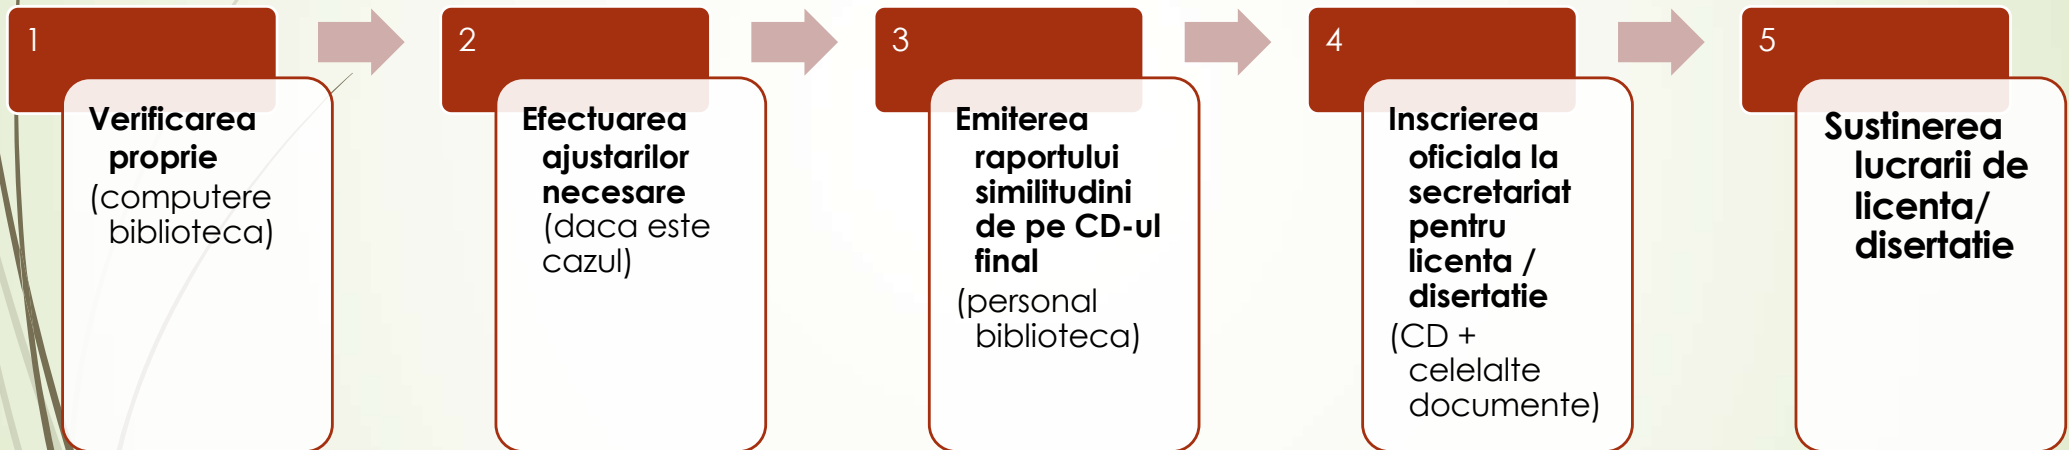 1
Verificarea
proprie
(computere
biblioteca)
2
Efectuarea
ajustarilor
necesare
(daca este
cazul)
3
Emiterea
raportului
similitudini
de pe CD-ul
final
(personal
biblioteca)
4
Inscrierea
oficiala la
secretariat
pentru
licenta /
disertatie
(CD +
celelalte
documente)
5
Sustinerea
lucrarii de
licenta/
disertatie